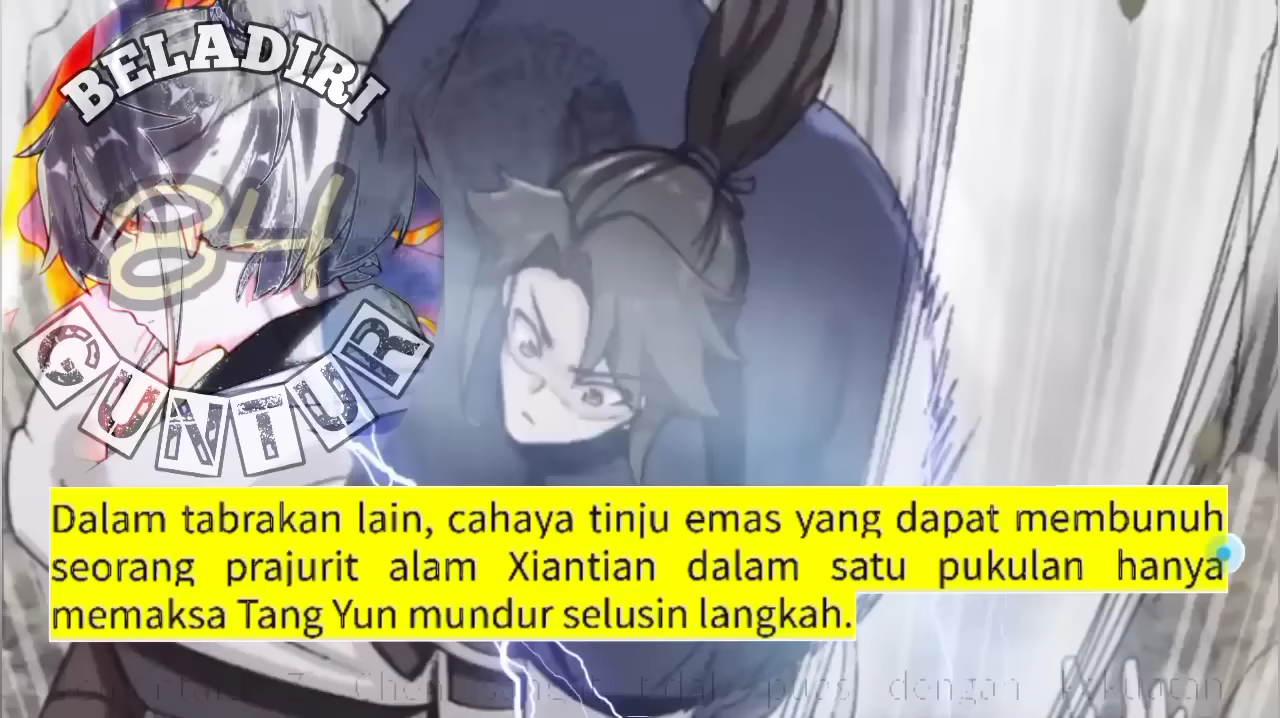 BELADIRI
84
GUNTUR
Dalam tabrakan lain, cahaya tinju emas yang dapat membunuh
seorang prajurit alam Xiantian dalam satu pukulan hanya
memaksa Tang Yun mundur selusin langkah.
puas dengan